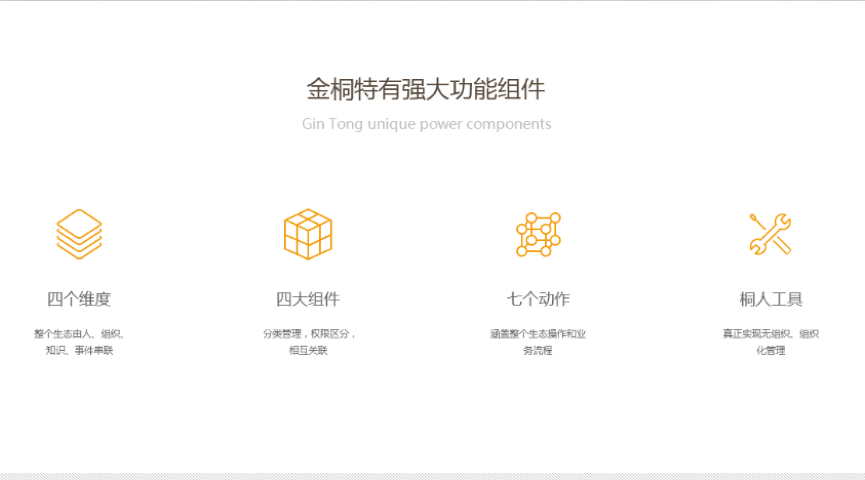 金桐特有强大功能组件
Gin Tong unique power components
四个维度
四大组件
七个动作
桐人工具
整个生态由人、组织、
知识、事件串联
分类管理，权限区分，
相互关联
涵盖整个生态操作和业
务流程
真正实现无组织、组织
化管理